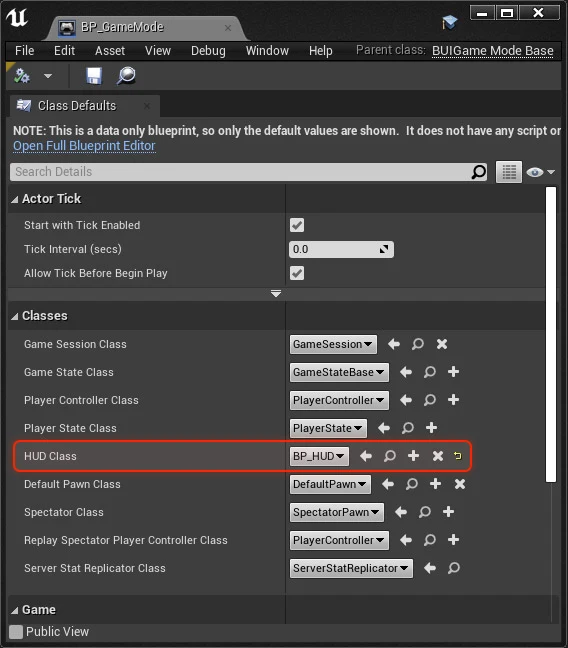 BP_GameMode
File Edit Asset View Debug Window Help Parent class: BUIGame Mode Base
Class Defaults
NOTE: This is a data only blueprint, so only the default values are shown. It does not have any script or
Open Full Blueprint Editor
Search Details
Actor Tick
Start with Tick Enabled
Tick Interval (secs) 0.0
Allow Tick Before Begin Play
Classes
Game Session Class GameSession
Game State Class GameStateBase
Player Controller Class PlayerController
Player State Class PlayerState
HUD Class BP_HUD
Default Pawn Class DefaultPawn
Spectator Class SpectatorPawn
Replay Spectator Player Controller Class PlayerController
Server Stat Replicator Class ServerStatReplicator
Game
Public View